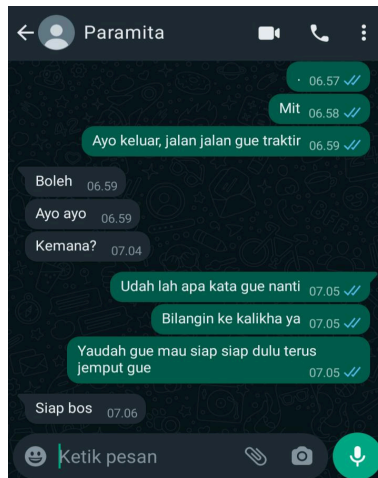 Paramita
. 06.57
Mit 06.58
Ayo keluar, jalan jalan gue traktir 06.59
Boleh 06.59
Ayo ayo 06.59
Kemana? 07.04
Udah lah apa kata gue nanti 07.05
Bilangin ke kalikha ya 07.05
Yaudah gue mau siap siap dulu terus
jemput gue 07.05
Siap bos 07.06
Ketik pesan